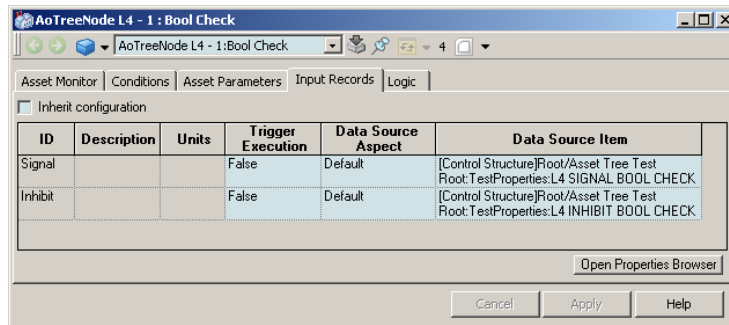 AoTreeNode L4 - 1 : Bool Check
AoTreeNode L4 - 1:Bool Check
4
Asset Monitor Conditions Asset Parameters Input Records Logic
Inherit configuration
ID Description Units Trigger Execution Data Source Aspect Data Source Item
Signal False Default [Control Structure]Root/Asset Tree Test
Root:TestProperties:L4 SIGNAL BOOL CHECK
Inhibit False Default [Control Structure]Root/Asset Tree Test
Root:TestProperties:L4 INHIBIT BOOL CHECK
Open Properties Browser
Cancel Apply Help